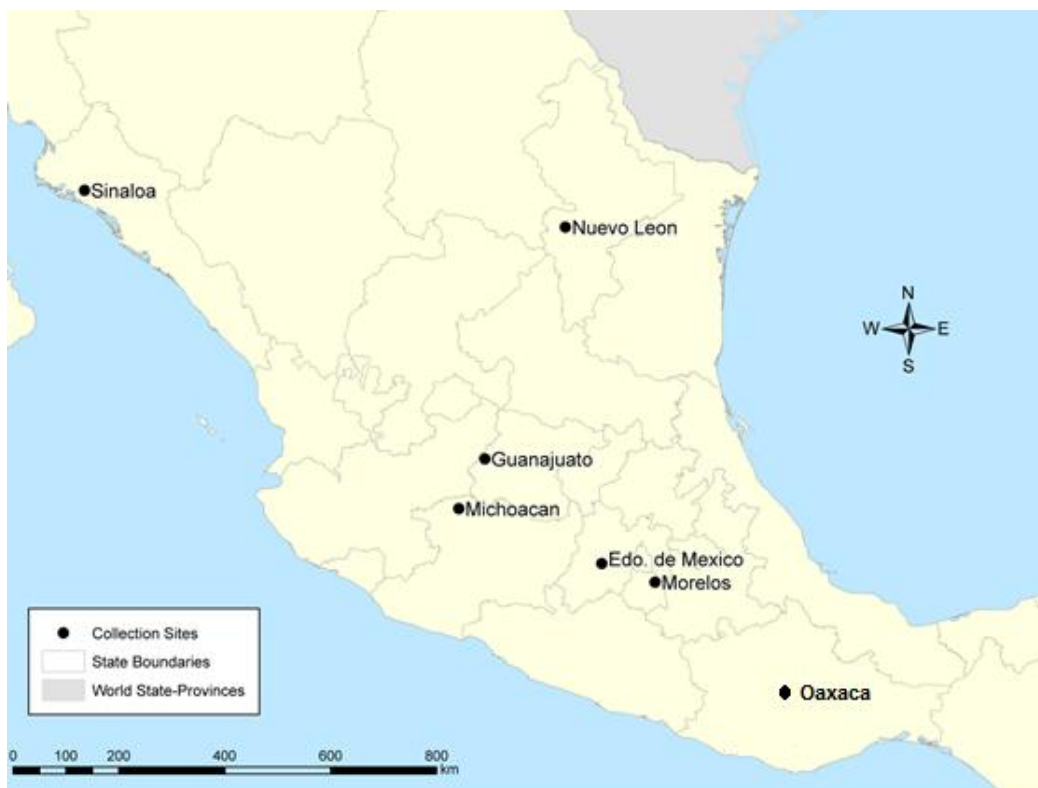 Sinaloa
Nuevo Leon
N
W E
S
Guanajuato
Michoacan
Edo. de Mexico
Morelos
Collection Sites
State Boundaries
World State-Provinces
Oaxaca
0 100 200 400 600 800
km